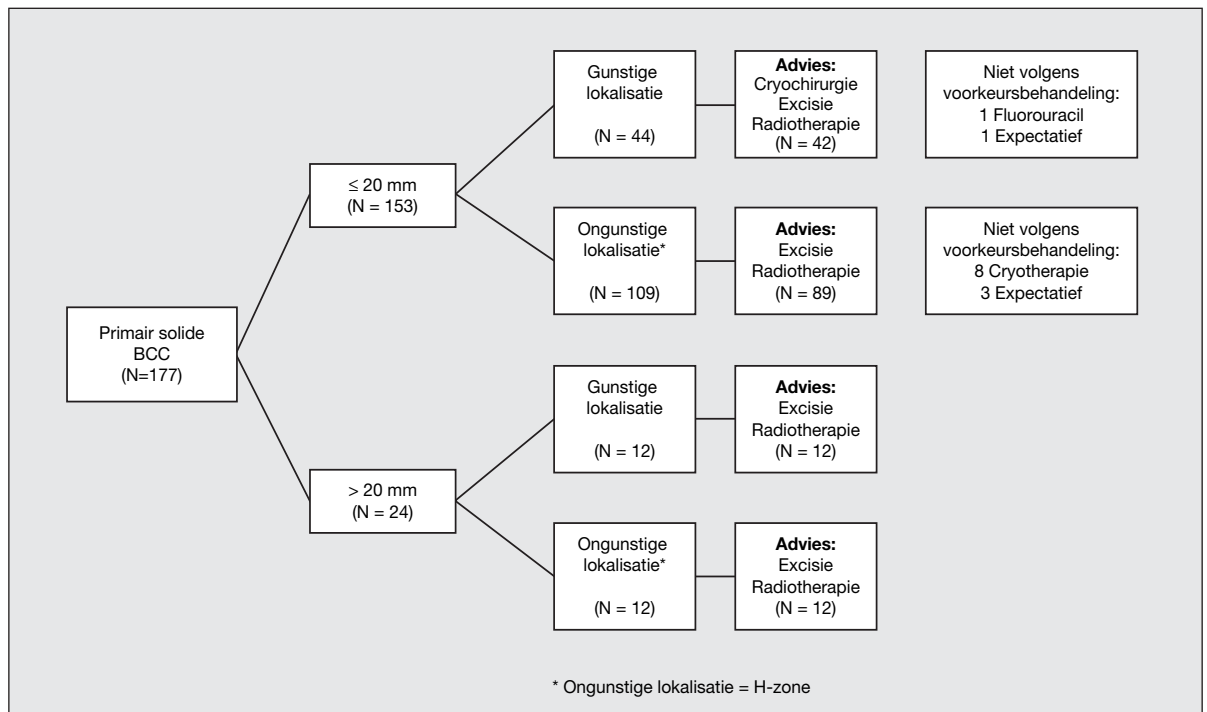 Primair solide
BCC
(N=177)
≤ 20 mm
(N = 153)
> 20 mm
(N = 24)
Gunstige
lokalisatie
(N = 44)
Advies:
Cryochirurgie
Excisie
Radiotherapie
(N = 42)
Niet volgens
voorkeursbehandeling:
1 Fluorouracil
1 Expectatief
Ongunstige
lokalisatie*
(N = 109)
Advies:
Excisie
Radiotherapie
(N = 89)
Niet volgens
voorkeursbehandeling:
8 Cryotherapie
3 Expectatief
Gunstige
lokalisatie
(N = 12)
Advies:
Excisie
Radiotherapie
(N = 12)
Ongunstige
lokalisatie*
(N = 12)
Advies:
Excisie
Radiotherapie
(N = 12)
* Ongunstige lokalisatie = H-zone